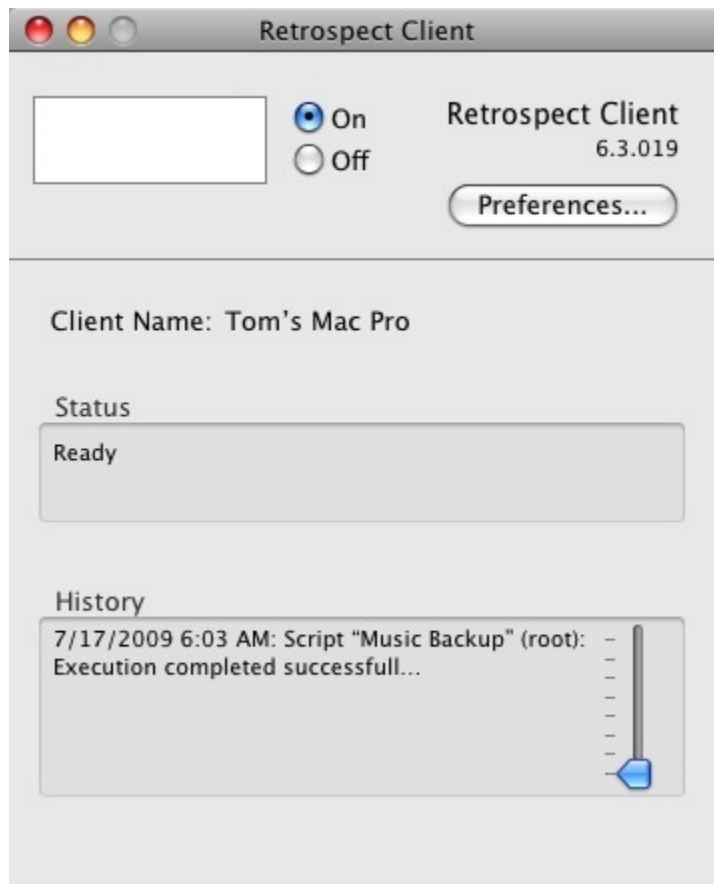 Retrospect Client
On
Off
Retrospect Client
6.3.019
Preferences...
Client Name: Tom's Mac Pro
Status
Ready
History
7/17/2009 6:03 AM: Script “Music Backup” (root):
Execution completed successfull...